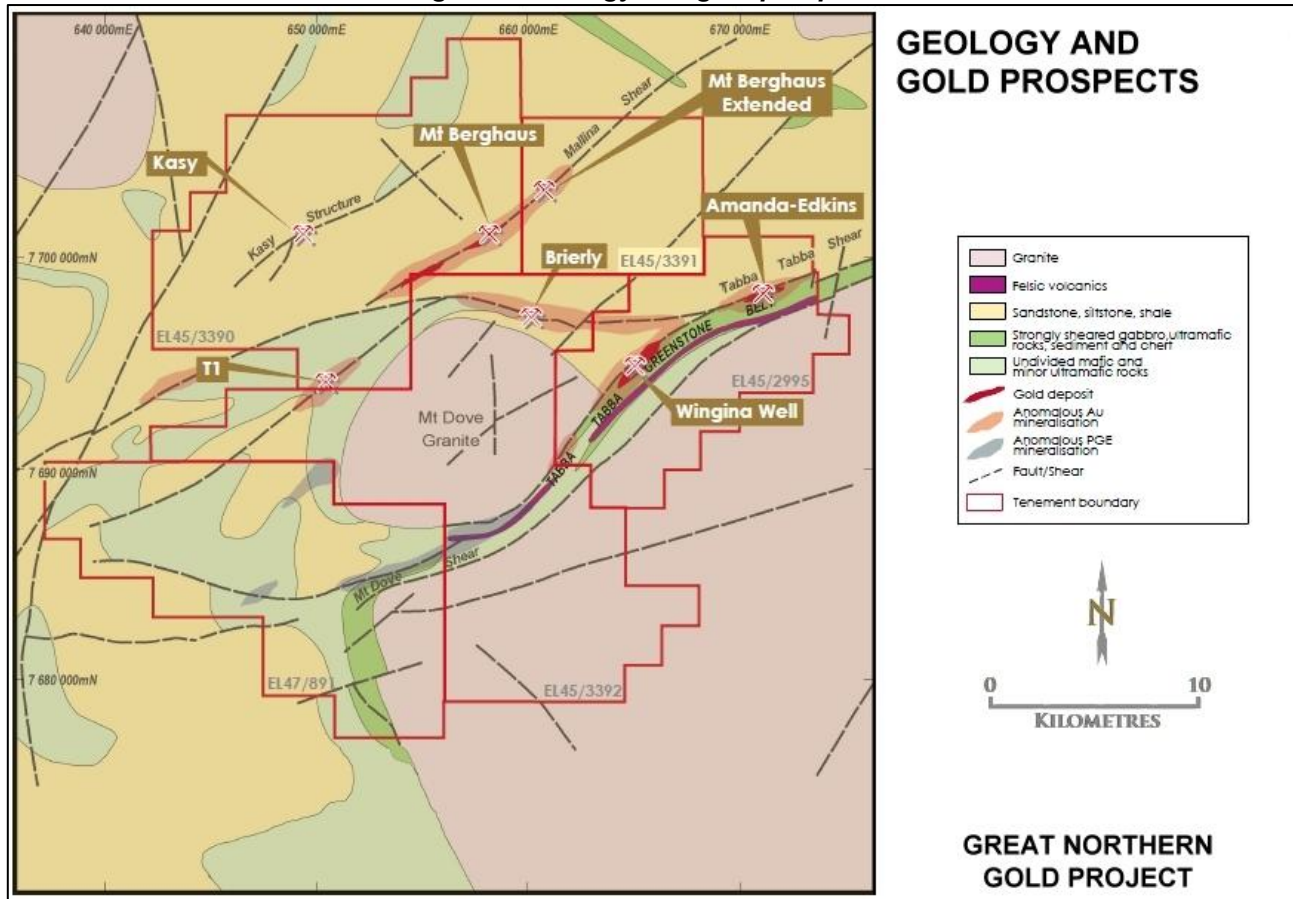 640 000mE
650 000mE
660 000mE
670 000mE
GEOLOGY AND
GOLD PROSPECTS
Mt Berghaus
Extended
Shear
Mallina
Mt Berghaus
Kasy
Structure
Kasy
Amanda-Edkins
Shear
Tabba
Tabba
7 700 000mN
Brierly
EL45/3391
EL45/3390
GREENSTONE
BELT
T1
EL45/2995
Mt Dove
Granite
TABBA
TABBA
Wingina Well
7 690 000mN
Mt Dove
Shear
7 680 000mN
EL47/891
EL45/3392
Granite
Felsic volcanics
Sandstone, siltstone, shale
Strongly sheared gabbro, ultramafic
rocks, sediment and chert
Undivided mafic and
minor ultramafic rocks
Gold deposit
Anomalous Au
mineralisation
Anomalous PGE
mineralisation
Fault/Shear
Tenement boundary
N
0
10
KILOMETRES
GREAT NORTHERN
GOLD PROJECT